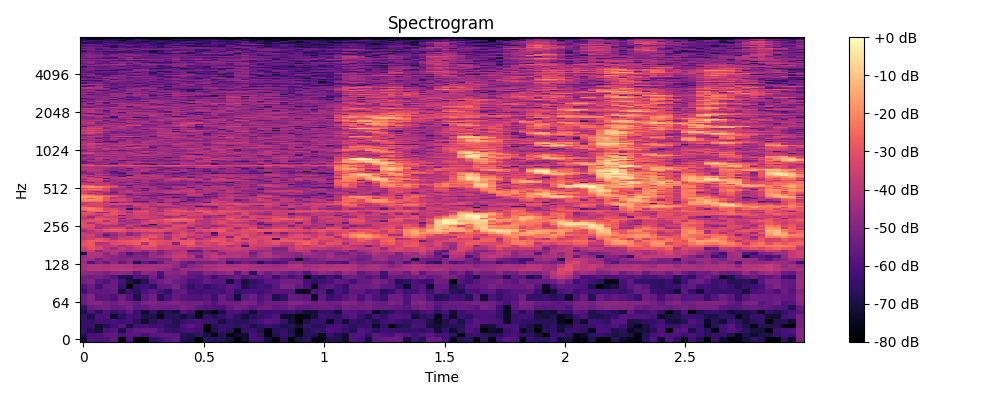 Spectrogram
Hz
4096
2048
1024
512
256
128
64
0
0
0.5
1
1.5
2
2.5
Time
+0 dB
-10 dB
-20 dB
-30 dB
-40 dB
-50 dB
-60 dB
-70 dB
-80 dB